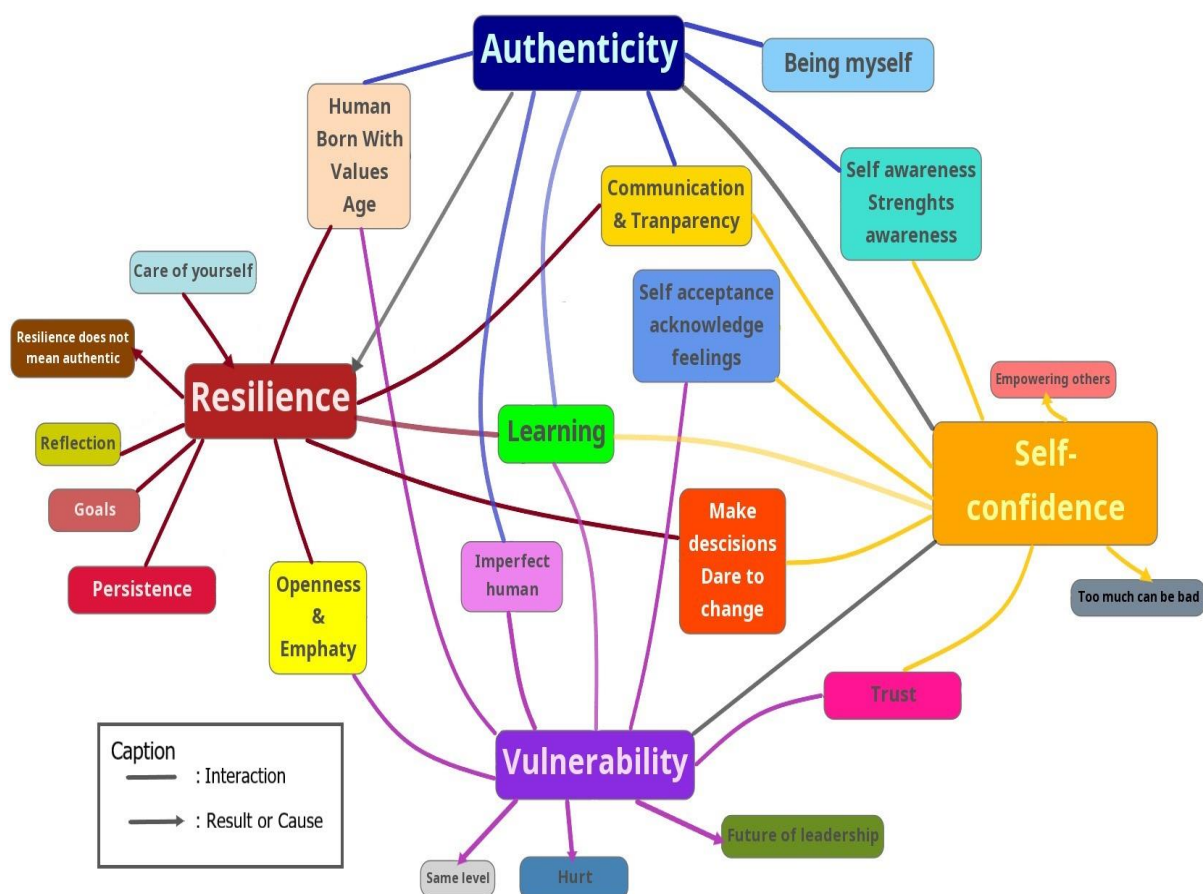 Authenticity
Being myself
Human
Born With
Values
Age
Communication
& Tranparency
Self awareness
Strenghts
awareness
Care of yourself
Self acceptance
acknowledge
feelings
Resilience does not
mean authentic
Resilience
Empowering others
Learning
Reflection
Self-
confidence
Goals
Make
descisions
Dare to
change
Imperfect
human
Persistence
Openness
&
Emphaty
Too much can be bad
Trust
Vulnerability
Caption
: Interaction
: Result or Cause
Future of leadership
Same level
Hurt